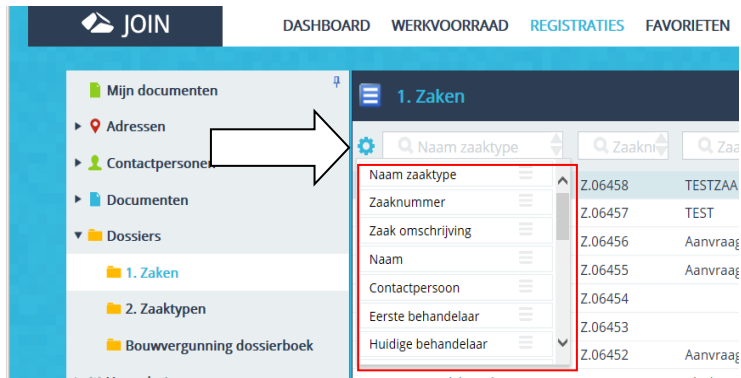 JOIN DASHBOARD WERKVOORRAAD REGISTRATIES FAVORIETEN
Mijn documenten
Adressen
Contactpersonen
Documenten
Dossiers
1. Zaken
2. Zaaktypen
Bouwvergunning dossierboek
1. Zaken
Naam zaaktype Zaakn Zaa
Naam zaaktype
Zaaknummer
Zaak omschrijving
Naam
Contactpersoon
Eerste behandelaar
Huidige behandelaar
Z.06458 TESTZAA
Z.06457 TEST
Z.06456 Aanvraag
Z.06455 Aanvraag
Z.06454
Z.06453
Z.06452 Aanvraag